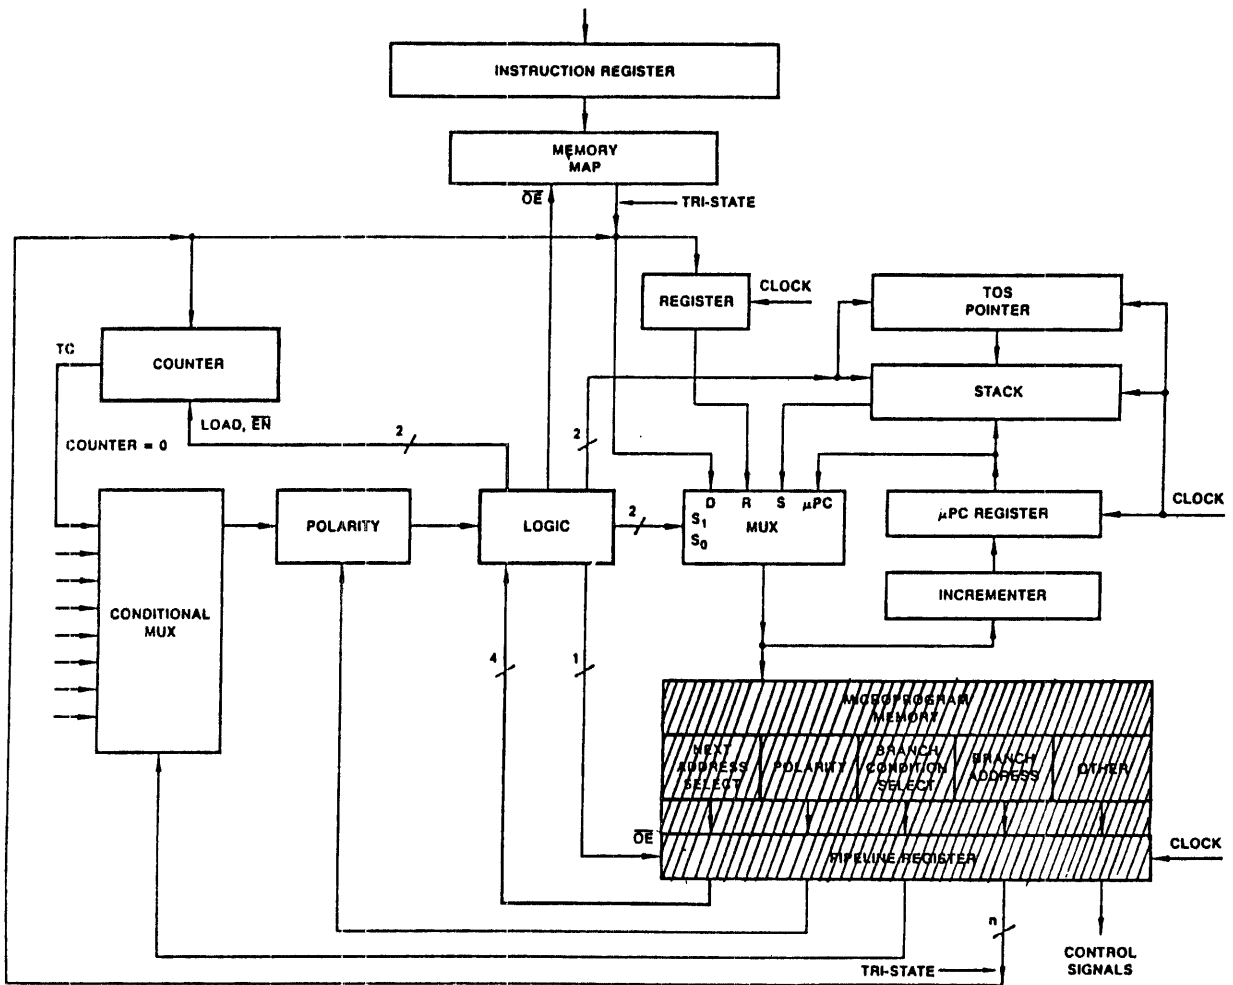 INSTRUCTION REGISTER
MEMORY
MAP
OE
TRI-STATE
REGISTER
CLOCK
TOS
POINTER
TC
COUNTER
STACK
LOAD, EN
COUNTER = 0
2
2
D R S μPC
S1
S0
MUX
POLARITY
LOGIC
2
μPC REGISTER
CLOCK
INCREMENTER
CONDITIONAL
MUX
4
1
MICROPROGRAM
MEMORY
NEXT
ADDRESS
SELECT
POLARITY
BRANCH
CONDITION
SELECT
BRANCH
ADDRESS
OTHER
OE
PIPELINE REGISTER
CLOCK
n
TRI-STATE
CONTROL
SIGNALS